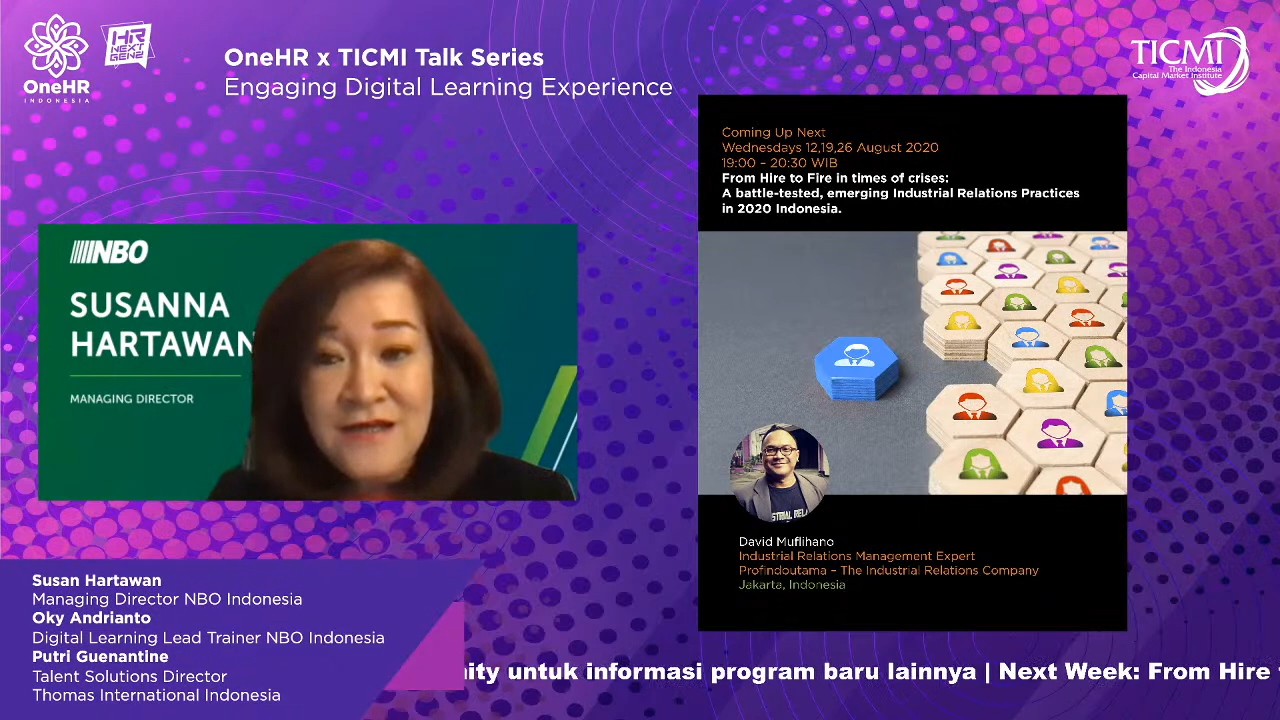 OneHR
INDONESIA
HR
NEXT
GEN!
OneHR x TICMI Talk Series
Engaging Digital Learning Experience
TICMI
The Indonesia
Capital Market Institute
Coming Up Next
Wednesdays 12,19,26 August 2020
19:00 – 20:30 WIB
From Hire to Fire in times of crises:
A battle-tested, emerging Industrial Relations Practices
in 2020 Indonesia.
NBO
SUSANNA
HARTAWAN
MANAGING DIRECTOR
David Muflihano
Industrial Relations Management Expert
Profindoutama – The Industrial Relations Company
Jakarta, Indonesia
Susan Hartawan
Managing Director NBO Indonesia
Oky Andrianto
Digital Learning Lead Trainer NBO Indonesia
Putri Guenantine
Talent Solutions Director
Thomas International Indonesia
untuk informasi program baru lainnya | Next Week: From Hire